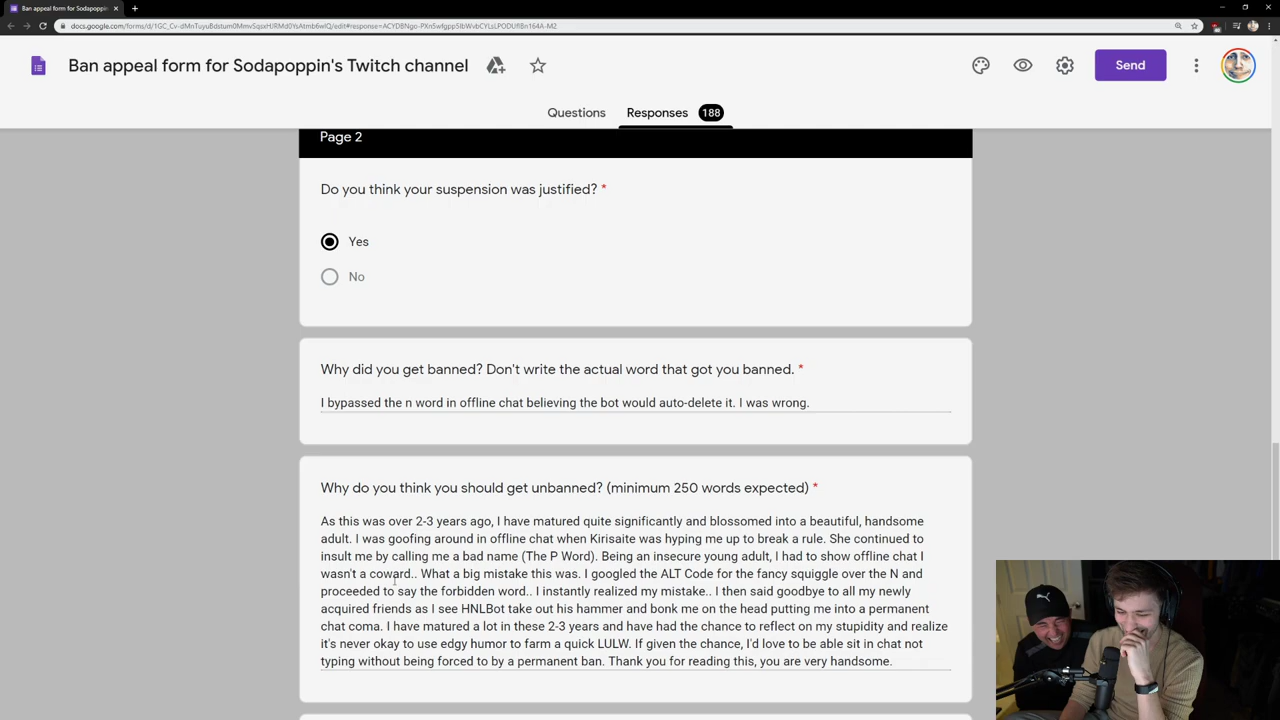 Ban appeal form for Sodapoppin
Ban appeal form for Sodapoppin's Twitch channel
Send
Questions
Responses 188
Page 2
Do you think your suspension was justified? *
Yes
No
Why did you get banned? Don't write the actual word that got you banned. *
I bypassed the n word in offline chat believing the bot would auto-delete it. I was wrong.
Why do you think you should get unbanned? (minimum 250 words expected) *
As this was over 2-3 years ago, I have matured quite significantly and blossomed into a beautiful, handsome
adult. I was goofing around in offline chat when Kirisaite was hyping me up to break a rule. She continued to
insult me by calling me a bad name (The P Word). Being an insecure young adult, I had to show offline chat I
wasn't a coward.. What a big mistake this was. I googled the ALT Code for the fancy squiggle over the N and
proceeded to say the forbidden word.. I instantly realized my mistake.. I then said goodbye to all my newly
acquired friends as I see HNLBot take out his hammer and bonk me on the head putting me into a permanent
chat coma. I have matured a lot in these 2-3 years and have had the chance to reflect on my stupidity and realize
it's never okay to use edgy humor to farm a quick LULW. If given the chance, I'd love to be able sit in chat not
typing without being forced to by a permanent ban. Thank you for reading this, you are very handsome.